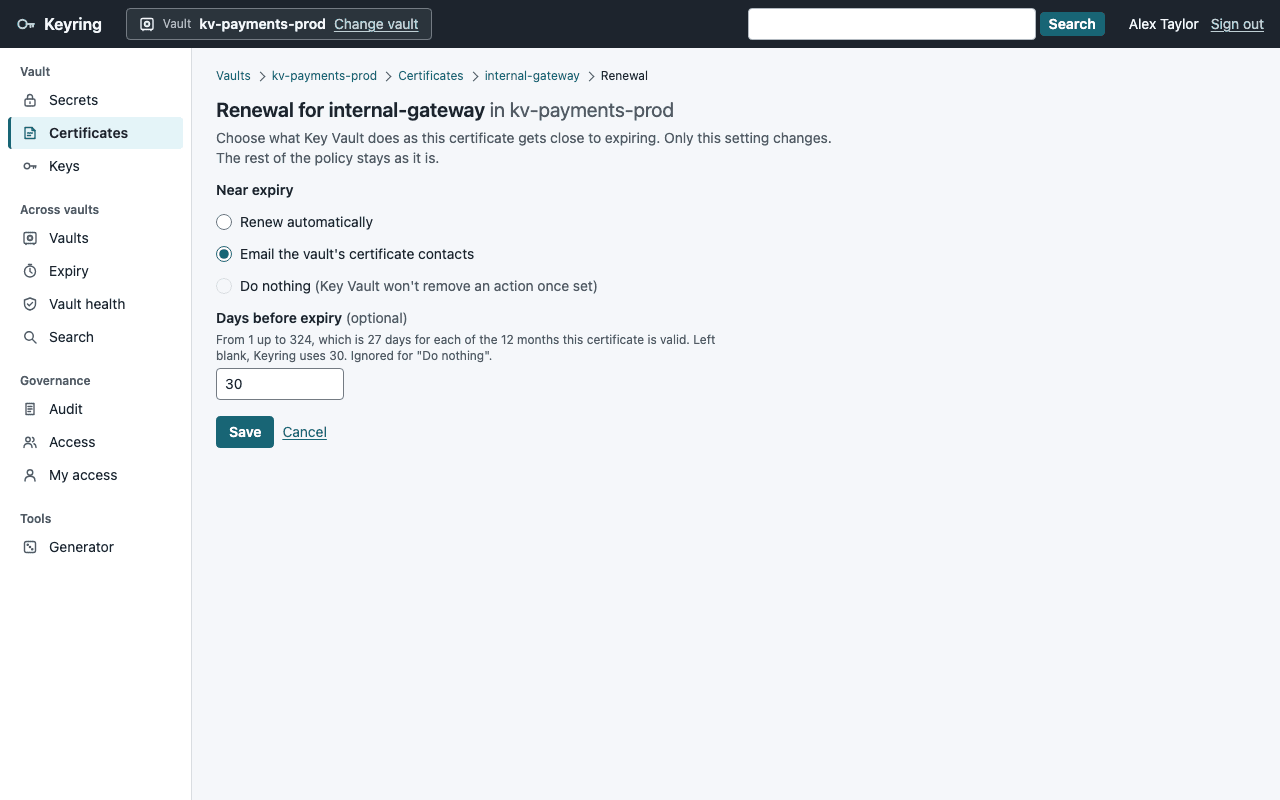 Keyring
Vault kv-payments-prod Change vault
Search
Alex Taylor
Sign out
Vault
Secrets
Certificates
Keys
Across vaults
Vaults
Expiry
Vault health
Search
Governance
Audit
Access
My access
Tools
Generator
Vaults > kv-payments-prod > Certificates > internal-gateway > Renewal
Renewal for internal-gateway in kv-payments-prod
Choose what Key Vault does as this certificate gets close to expiring. Only this setting changes.
The rest of the policy stays as it is.
Near expiry
Renew automatically
Email the vault's certificate contacts
Do nothing (Key Vault won't remove an action once set)
Days before expiry (optional)
From 1 up to 324, which is 27 days for each of the 12 months this certificate is valid. Left
blank, Keyring uses 30. Ignored for "Do nothing".
30
Save
Cancel